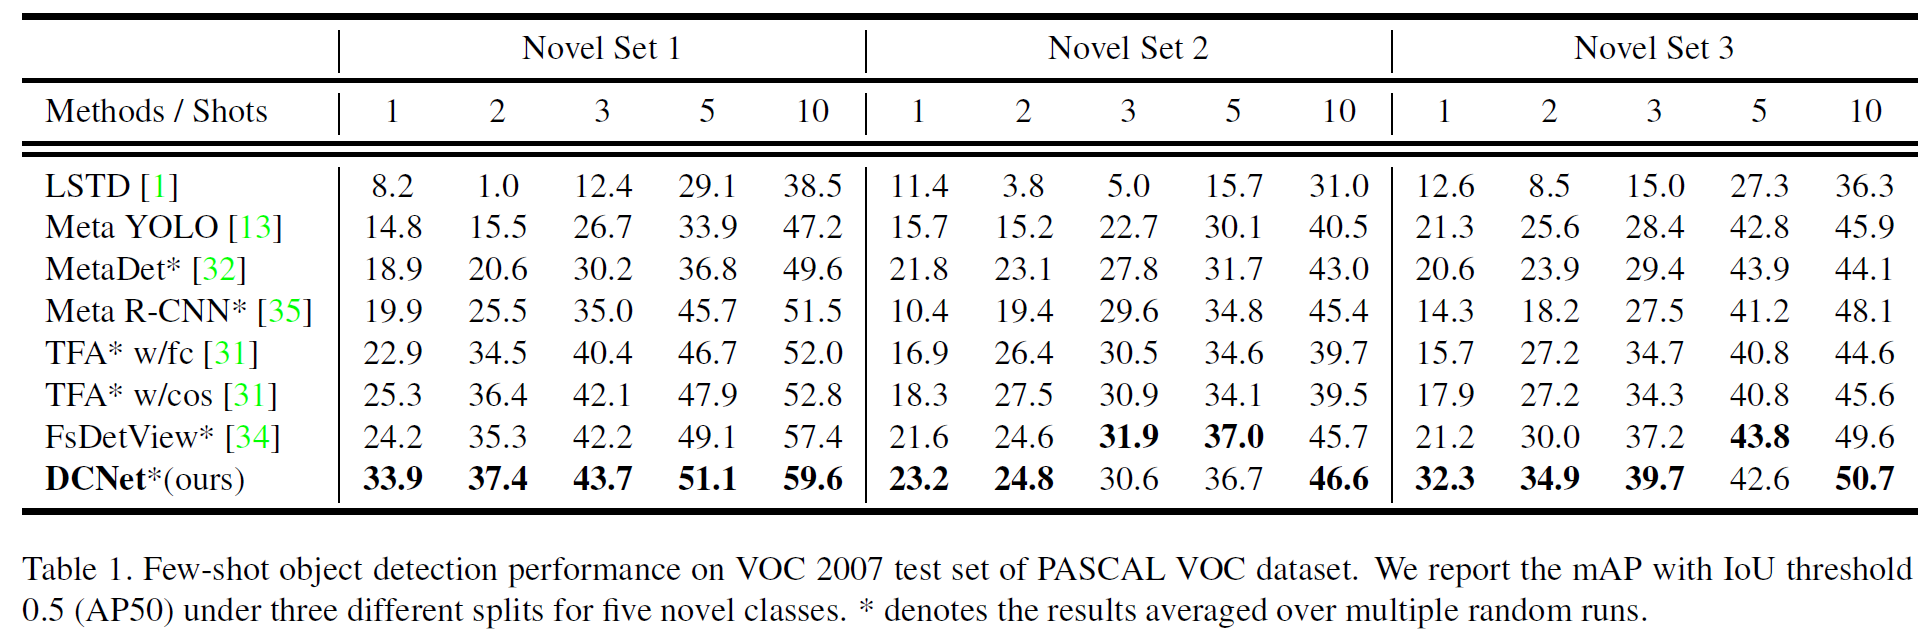 Novel Set 1 Novel Set 2 Novel Set 3
Methods / Shots 1 2 3 5 10 1 2 3 5 10 1 2 3 5 10
LSTD [1] 8.2 1.0 12.4 29.1 38.5 11.4 3.8 5.0 15.7 31.0 12.6 8.5 15.0 27.3 36.3
Meta YOLO [13] 14.8 15.5 26.7 33.9 47.2 15.7 15.2 22.7 30.1 40.5 21.3 25.6 28.4 42.8 45.9
MetaDet* [32] 18.9 20.6 30.2 36.8 49.6 21.8 23.1 27.8 31.7 43.0 20.6 23.9 29.4 43.9 44.1
Meta R-CNN* [35] 19.9 25.5 35.0 45.7 51.5 10.4 19.4 29.6 34.8 45.4 14.3 18.2 27.5 41.2 48.1
TFA* w/fc [31] 22.9 34.5 40.4 46.7 52.0 16.9 26.4 30.5 34.6 39.7 15.7 27.2 34.7 40.8 44.6
TFA* w/cos [31] 25.3 36.4 42.1 47.9 52.8 18.3 27.5 30.9 34.1 39.5 17.9 27.2 34.3 40.8 45.6
FsDetView* [34] 24.2 35.3 42.2 49.1 57.4 21.6 24.6 31.9 37.0 45.7 21.2 30.0 37.2 43.8 49.6
DCNet*(ours) 33.9 37.4 43.7 51.1 59.6 23.2 24.8 30.6 36.7 46.6 32.3 34.9 39.7 42.6 50.7
Table 1. Few-shot object detection performance on VOC 2007 test set of PASCAL VOC dataset. We report the mAP with IoU threshold
0.5 (AP50) under three different splits for five novel classes. * denotes the results averaged over multiple random runs.